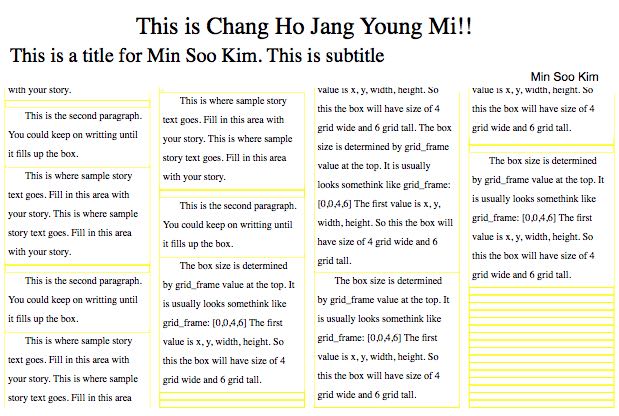 This is Chang Ho Jang Young Mi!!
This is a title for Min Soo Kim. This is subtitle
Min Soo Kim
with your story.
This is the second paragraph.
You could keep on writting until
it fills up the box.
This is where sample story
text goes. Fill in this area with
your story. This is where sample
story text goes. Fill in this area
with your story.
This is the second paragraph.
You could keep on writting until
it fills up the box.
This is where sample story
text goes. Fill in this area with
your story. This is where sample
story text goes. Fill in this area
This is where sample story
text goes. Fill in this area with
your story. This is where sample
story text goes. Fill in this area
with your story.
This is the second paragraph.
You could keep on writting until
it fills up the box.
The box size is determined
by grid_frame value at the top. It
is usually looks somethink like
grid_frame: [0,0,4,6] The first
value is x, y, width, height. So
this the box will have size of 4
grid wide and 6 grid tall.
value is x, y, width, height. So
this the box will have size of 4
grid wide and 6 grid tall. The box
size is determined by grid_frame
value at the top. It is usually
looks somethink like grid_frame:
[0,0,4,6] The first value is x, y,
width, height. So this the box will
have size of 4 grid wide and 6
grid tall.
The box size is determined
by grid_frame value at the top. It
is usually looks somethink like
grid_frame: [0,0,4,6] The first
value is x, y, width, height. So
this the box will have size of 4
grid wide and 6 grid tall.
value is x, y, width, height. So
this the box will have size of 4
grid wide and 6 grid tall.
The box size is determined
by grid_frame value at the top. It
is usually looks somethink like
grid_frame: [0,0,4,6] The first
value is x, y, width, height. So
this the box will have size of 4
grid wide and 6 grid tall.